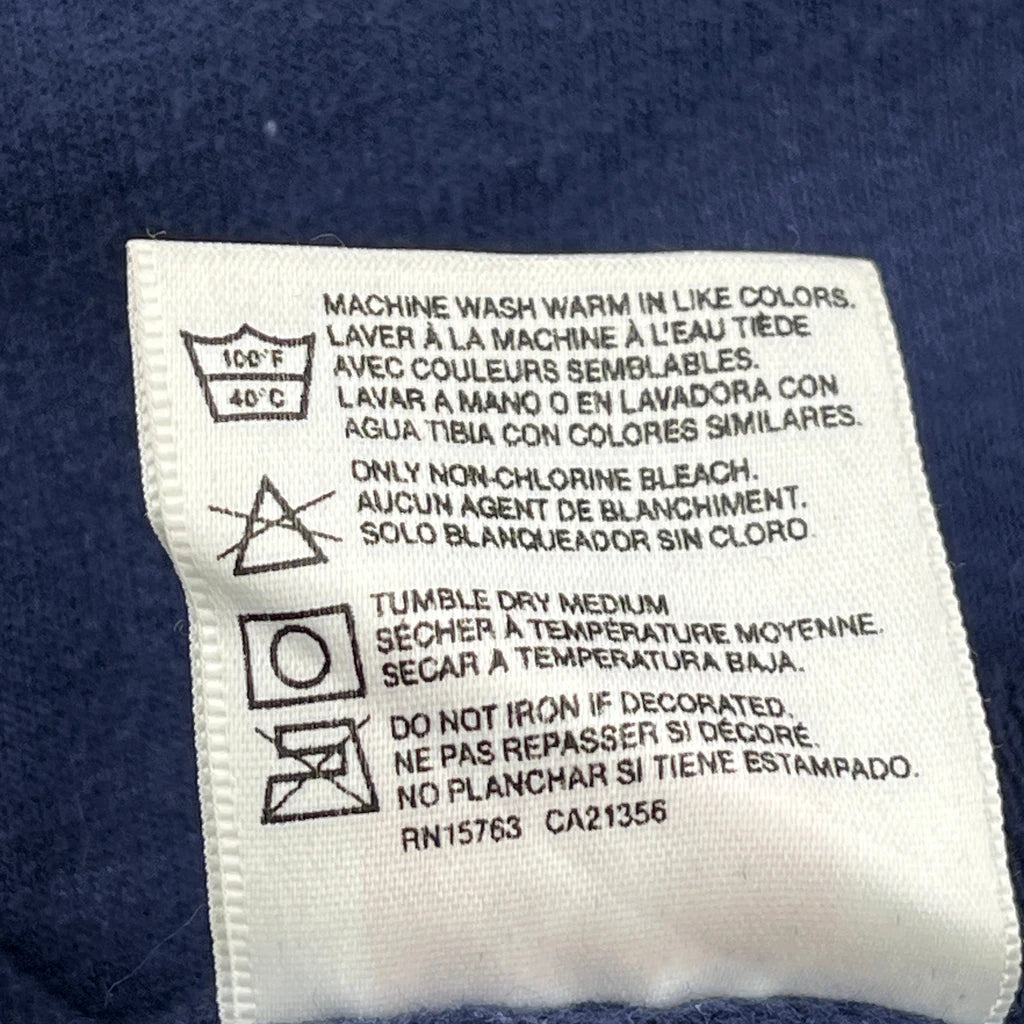 MACHINE WASH WARM IN LIKE COLORS.
LAVER À LA MACHINE À L'EAU TIÈDE
AVEC COULEURS SEMBLABLES.
LAVAR A MANO O EN LAVADORA CON
AGUA TIBIA CON COLORES SIMILARES.
100°F
40°C
ONLY NON-CHLORINE BLEACH.
AUCUN AGENT DE BLANCHIMENT.
SOLO BLANQUEADOR SIN CLORO.
TUMBLE DRY MEDIUM
SÉCHER À TEMPÉRATURE MOYENNE.
SECAR A TEMPERATURA BAJA.
DO NOT IRON IF DECORATED.
NE PAS REPASSER SI DÉCORÉ.
NO PLANCHAR SI TIENE ESTAMPADO.
RN15763 CA21356